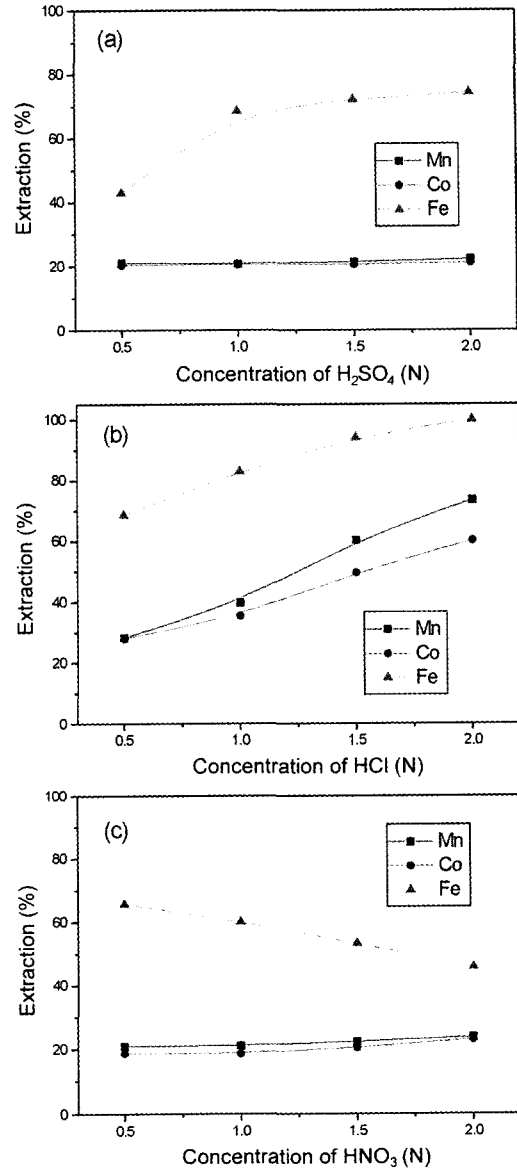 (a)
100
80
60
40
20
0
Extraction (%)
Mn
Co
Fe
0.5
1.0
1.5
2.0
Concentration of H₂SO₄ (N)
(b)
100
80
60
40
20
0
Extraction (%)
Mn
Co
Fe
0.5
1.0
1.5
2.0
Concentration of HCl (N)
(c)
100
80
60
40
20
0
Extraction (%)
Mn
Co
Fe
0.5
1.0
1.5
2.0
Concentration of HNO₃ (N)